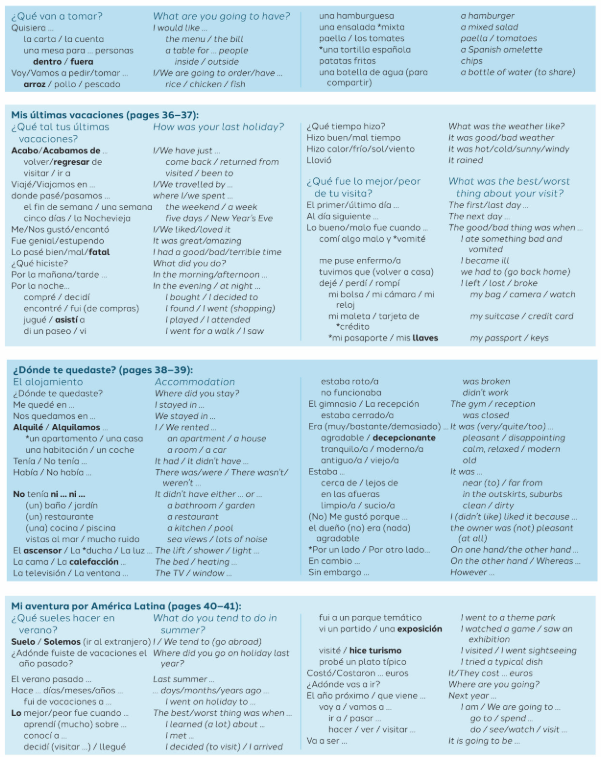 ¿Qué van a tomar? What are you going to have?
Quisiera ... I would like ...
la carta / la cuenta the menu / the bill
una mesa para ... personas a table for ... people
dentro / fuera inside / outside
Voy/Vamos a pedir/tomar ... I/We are going to order/have ...
arroz / pollo / pescado rice / chicken / fish
una hamburguesa a hamburger
una ensalada *mixta a mixed salad
paella / los tomates paella / tomatoes
*una tortilla española a Spanish omelette
patatas fritas chips
una botella de agua (para a bottle of water (to share)
compartir)
Mis últimas vacaciones (pages 36–37):
¿Qué tal tus últimas How was your last holiday?
vacaciones?
Acabo/Acabamos de ... I/We have just ...
volver/regresar de come back / returned from
visitar / ir a visited / been to
Viajé/Viajamos en ... I/We travelled by ...
donde pasé/pasamos ... where I/we spent ...
el fin de semana / una semana the weekend / a week
cinco días / la Nochevieja five days / New Year's Eve
Me/Nos gustó/encantó I/We liked/loved it
Fue genial/estupendo It was great/amazing
Lo pasé bien/mal/fatal I had a good/bad/terrible time
¿Qué hiciste? What did you do?
Por la mañana/tarde ... In the morning/afternoon ...
Por la noche... In the evening / at night ...
compré / decidí I bought / I decided to
encontré / fui (de compras) I found / I went (shopping)
jugué / asistí a I played / I attended
di un paseo / vi I went for a walk / I saw
¿Qué tiempo hizo? What was the weather like?
Hizo buen/mal tiempo It was good/bad weather
Hizo calor/frío/sol/viento It was hot/cold/sunny/windy
Llovió It rained
¿Qué fue lo mejor/peor What was the best/worst
de tu visita? thing about your visit?
El primer/último día ... The first/last day ...
Al día siguiente ... The next day ...
Lo bueno/malo fue cuando ... The good/bad thing was when ...
comí algo malo y *vomité I ate something bad and
vomited
me puse enfermo/a I became ill
tuvimos que (volver a casa) we had to (go back home)
dejé / perdí / rompí I left / lost / broke
mi bolsa / mi cámara / mi my bag / camera / watch
reloj
mi maleta / tarjeta de my suitcase / credit card
*crédito
*mi pasaporte / mis llaves my passport / keys
¿Dónde te quedaste? (pages 38–39):
El alojamiento Accommodation
¿Dónde te quedaste? Where did you stay?
Me quedé en ... I stayed in ...
Nos quedamos en ... We stayed in ...
Alquilé / Alquilamos ... I / We rented ...
*un apartamento / una casa an apartment / a house
una habitación / un coche a room / a car
Tenía / No tenía ... It had / It didn't have ...
Había / No había ... There was/were / There wasn't/
weren't ...
No tenía ni ... ni ... It didn't have either ... or ...
(un) baño / jardín a bathroom / garden
(un) restaurante a restaurant
(una) cocina / piscina a kitchen / pool
vistas al mar / mucho ruido sea views / lots of noise
El ascensor / La *ducha / La luz ... The lift / shower / light ...
La cama / La calefacción ... The bed / heating ...
La televisión / La ventana ... The TV / window ...
estaba roto/a was broken
no funcionaba didn't work
El gimnasio / La recepción The gym / reception
estaba cerrado/a was closed
Era (muy/bastante/demasiado) ... It was (very/quite/too) ...
agradable / decepcionante pleasant / disappointing
tranquilo/a / moderno/a calm, relaxed / modern
antiguo/a / viejo/a old
Estaba ... It was ...
cerca de / lejos de near (to) / far from
en las afueras in the outskirts, suburbs
limpio/a / sucio/a clean / dirty
(No) Me gustó porque ... I (didn't like) liked it because ...
el dueño (no) era (nada) the owner was (not) pleasant
agradable (at all)
*Por un lado / Por otro lado... On one hand/the other hand ...
En cambio ... On the other hand / Whereas ...
Sin embargo ... However ...
Mi aventura por América Latina (pages 40–41):
¿Qué sueles hacer en What do you tend to do in
verano? summer?
Suelo / Solemos (ir al extranjero) I / We tend to (go abroad)
¿Adónde fuiste de vacaciones el Where did you go on holiday last
año pasado? year?
El verano pasado ... Last summer ...
Hace ... días/meses/años ... ... days/months/years ago ...
fui de vacaciones a ... I went on holiday to ...
Lo mejor/peor fue cuando ... The best/worst thing was when ...
aprendí (mucho) sobre ... I learned (a lot) about ...
conocí a ... I met ...
decidí (visitar ...) / llegué I decided (to visit) / I arrived
fui a un parque temático I went to a theme park
vi un partido / una exposición I watched a game / saw an
exhibition
visité / hice turismo I visited / I went sightseeing
probé un plato típico I tried a typical dish
Costó/Costaron ... euros It/They cost ... euros
¿Adónde vas a ir? Where are you going?
El año próximo / que viene ... Next year ...
voy a / vamos a ... I am / We are going to ...
ir a / pasar ... go to / spend ...
hacer / ver / visitar ... do / see/watch / visit ...
Va a ser ... It is going to be ...